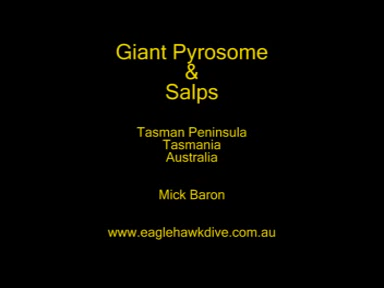 Giant Pyrosome
&
Salps
Tasman Peninsula
Tasmania
Australia
Mick Baron
www.eaglehawkdive.com.au